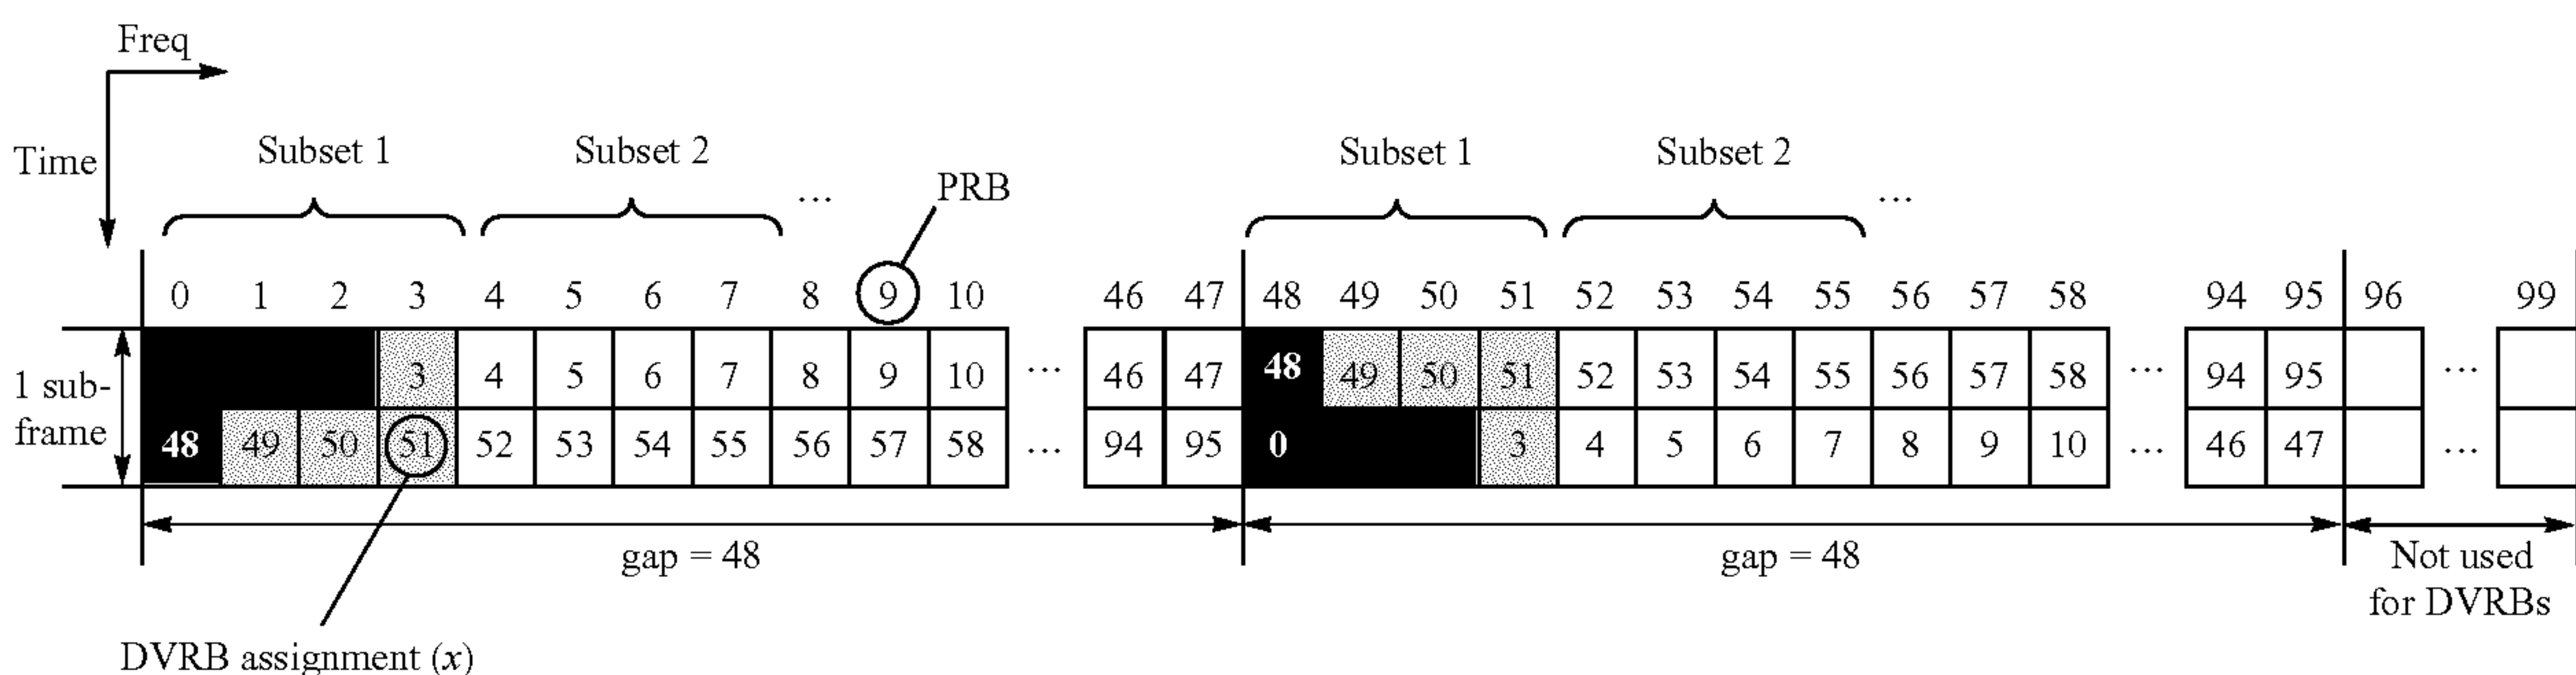 Freq
Time
Subset 1 Subset 2 ... PRB Subset 1 Subset 2 ...
0 1 2 3 4 5 6 7 8 9 10 46 47 48 49 50 51 52 53 54 55 56 57 58 94 95 96 99
3 4 5 6 7 8 9 10 ... 46 47 48 49 50 51 52 53 54 55 56 57 58 ... 94 95 ...
1 sub-
frame
48 49 50 51 52 53 54 55 56 57 58 ... 94 95 0 3 4 5 6 7 8 9 10 ... 46 47 ...
gap = 48 gap = 48
Not used
for DVRBs
DVRB assignment (x)